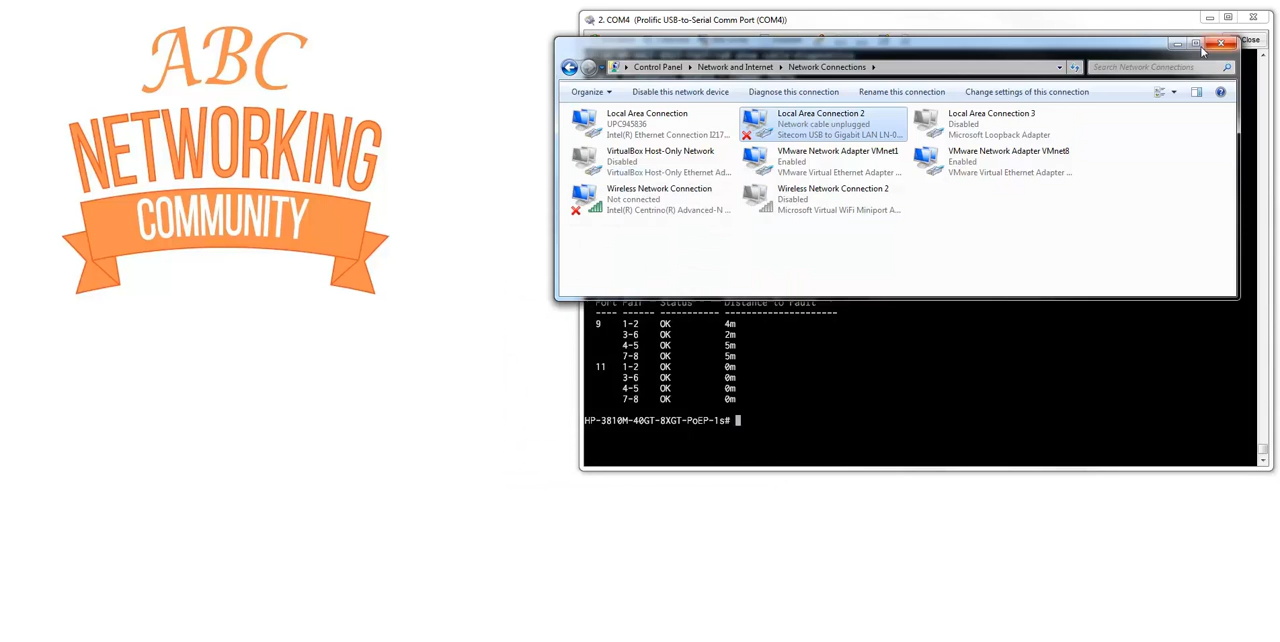 ABC
NETWORKING
COMMUNITY
2. COM4 (Prolific USB-to-Serial Comm Port (COM4))
Close
Control Panel Network and Internet Network Connections
Search Network Connections
Organize Disable this network device Diagnose this connection Rename this connection Change settings of this connection
Local Area Connection
UPC945836
Intel(R) Ethernet Connection I217...
Local Area Connection 2
Network cable unplugged
Sitecom USB to Gigabit LAN LN-0...
Local Area Connection 3
Disabled
Microsoft Loopback Adapter
VirtualBox Host-Only Network
Disabled
VirtualBox Host-Only Ethernet Ad...
VMware Network Adapter VMnet1
Enabled
VMware Virtual Ethernet Adapter ...
VMware Network Adapter VMnet8
Enabled
VMware Virtual Ethernet Adapter ...
Wireless Network Connection
Not connected
Intel(R) Centrino(R) Advanced-N ...
Wireless Network Connection 2
Disabled
Microsoft Virtual WiFi Miniport A...
Port Pair Status Distance to Fault
---- ------ ----------- ---------------------
9 1-2 OK 4m
3-6 OK 2m
4-5 OK 5m
7-8 OK 5m
11 1-2 OK 0m
3-6 OK 0m
4-5 OK 0m
7-8 OK 0m
HP-3810M-40GT-8XGT-PoEP-1s#